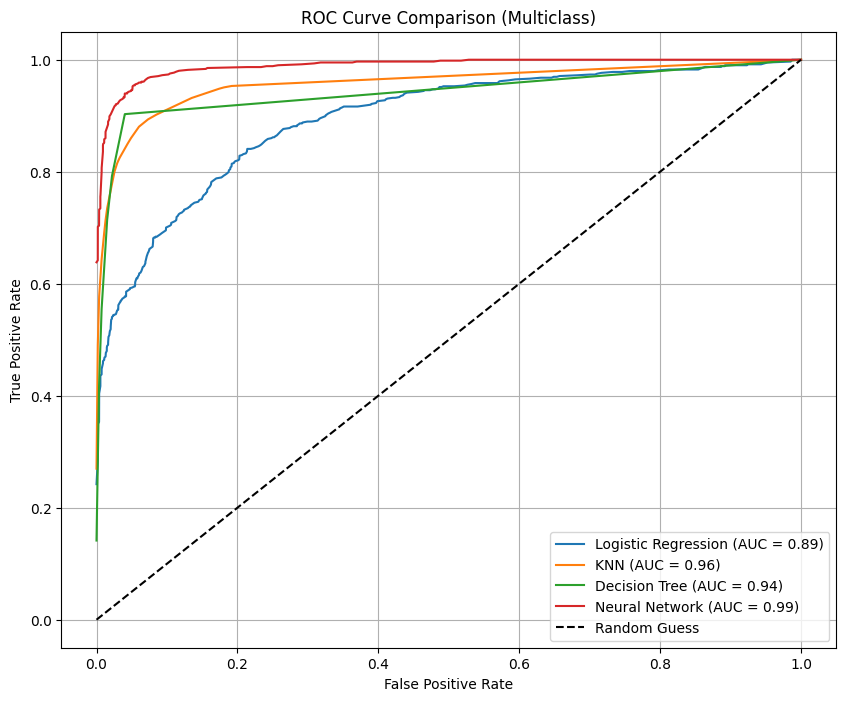 ROC Curve Comparison (Multiclass)
True Positive Rate
1.0
0.8
0.6
0.4
0.2
0.0
0.0 0.2 0.4 0.6 0.8 1.0
False Positive Rate
Logistic Regression (AUC = 0.89)
KNN (AUC = 0.96)
Decision Tree (AUC = 0.94)
Neural Network (AUC = 0.99)
Random Guess